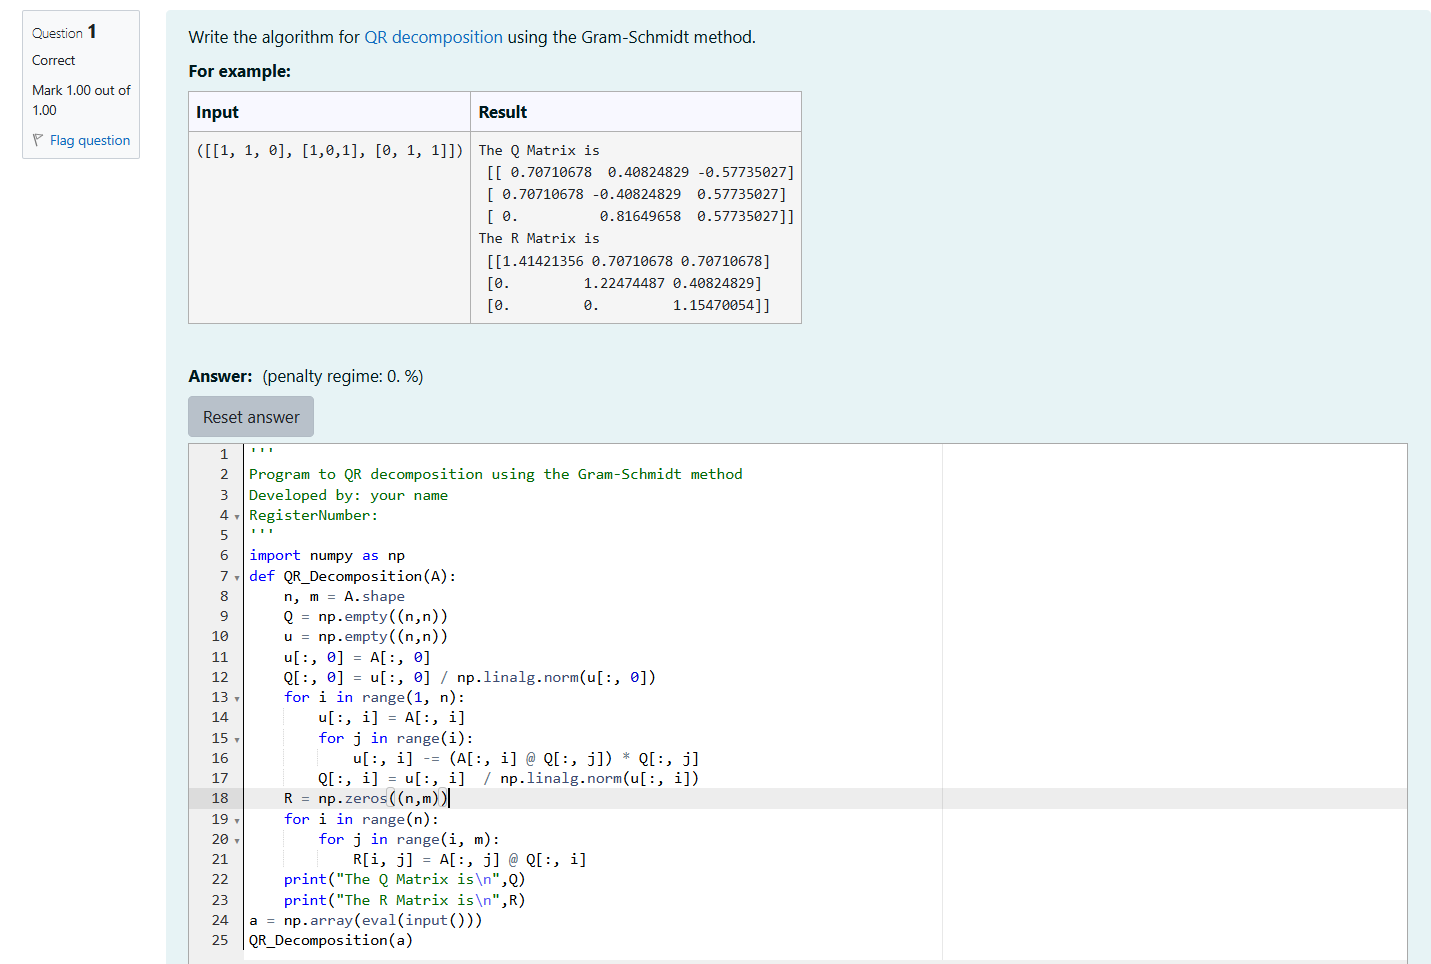 Question 1
Correct
Mark 1.00 out of
1.00
Flag question
Write the algorithm for QR decomposition using the Gram-Schmidt method.
For example:
Input Result
([[1, 1, 0], [1,0,1], [0, 1, 1]]) The Q Matrix is
[[ 0.70710678  0.40824829 -0.57735027]
[ 0.70710678 -0.40824829  0.57735027]
[ 0.          0.81649658  0.57735027]]
The R Matrix is
[[1.41421356 0.70710678 0.70710678]
[0.         1.22474487 0.40824829]
[0.         0.         1.15470054]]
Answer: (penalty regime: 0. %)
Reset answer
1 '''
2 Program to QR decomposition using the Gram-Schmidt method
3 Developed by: your name
4 RegisterNumber:
5 '''
6 import numpy as np
7 def QR_Decomposition(A):
8     n, m = A.shape
9     Q = np.empty((n,n))
10     u = np.empty((n,n))
11     u[:, 0] = A[:, 0]
12     Q[:, 0] = u[:, 0] / np.linalg.norm(u[:, 0])
13     for i in range(1, n):
14         u[:, i] = A[:, i]
15         for j in range(i):
16             u[:, i] -= (A[:, i] @ Q[:, j]) * Q[:, j]
17         Q[:, i] = u[:, i]  / np.linalg.norm(u[:, i])
18     R = np.zeros((n,m))
19     for i in range(n):
20         for j in range(i, m):
21             R[i, j] = A[:, j] @ Q[:, i]
22     print("The Q Matrix is\n",Q)
23     print("The R Matrix is\n",R)
24 a = np.array(eval(input()))
25 QR_Decomposition(a)